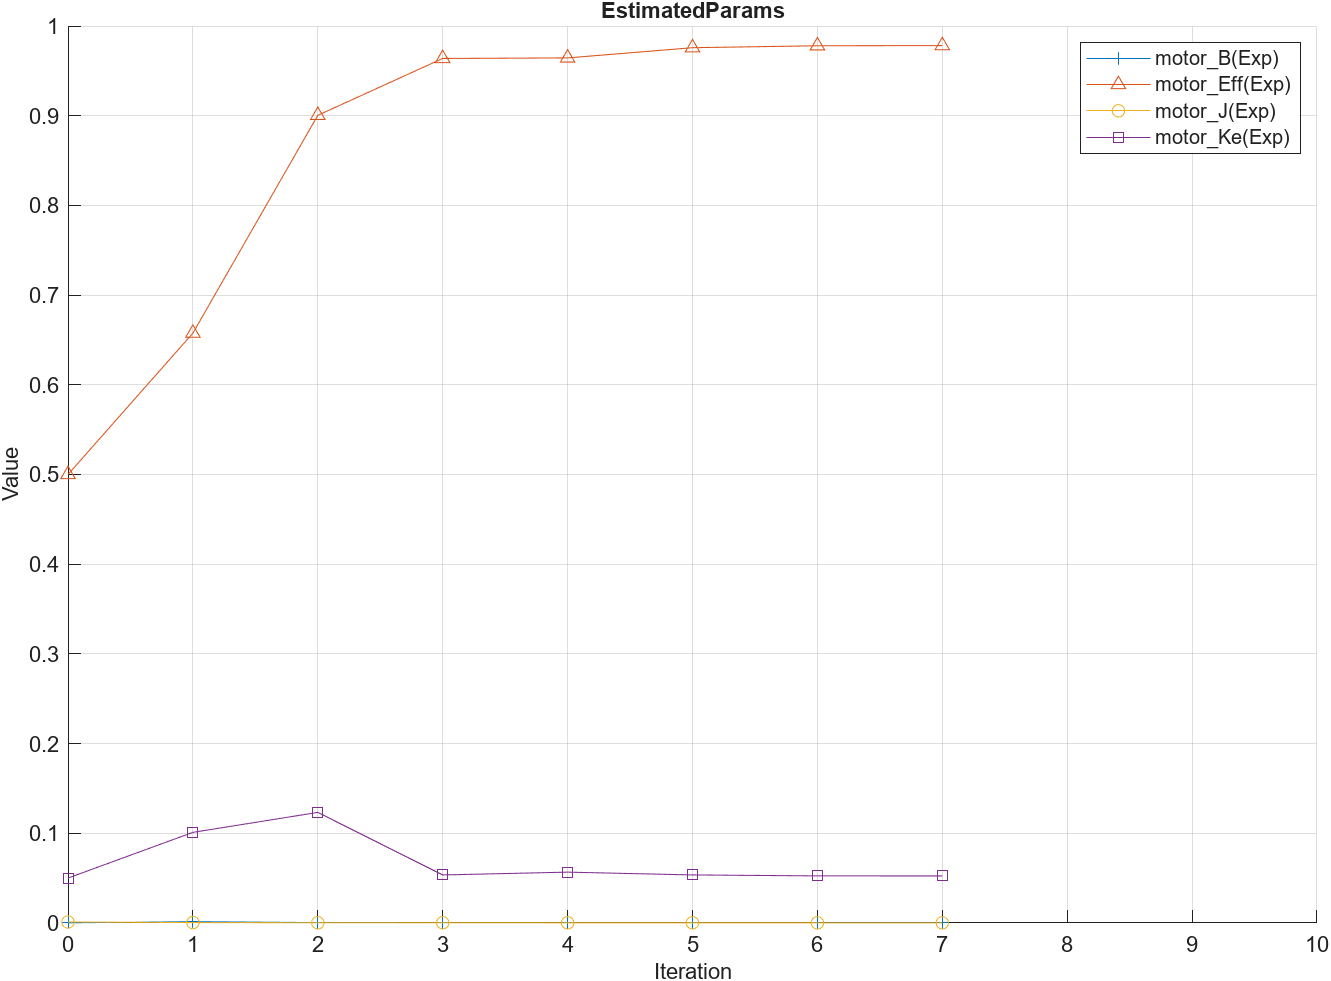 EstimatedParams
1
0.9
0.8
0.7
0.6
0.5
0.4
0.3
0.2
0.1
0
Value
motor_B(Exp)
motor_Eff(Exp)
motor_J(Exp)
motor_Ke(Exp)
0 1 2 3 4 5 6 7 8 9 10
Iteration